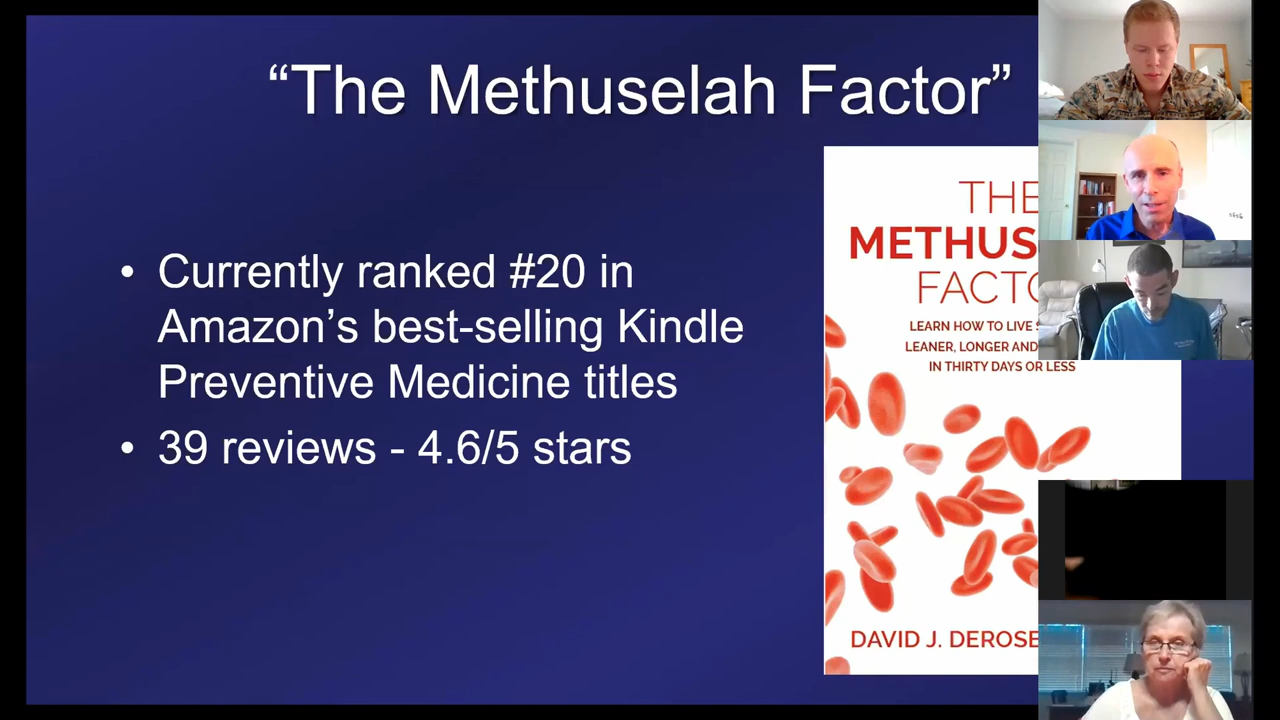 “The Methuselah Factor”
• Currently ranked #20 in
Amazon’s best-selling Kindle
Preventive Medicine titles
• 39 reviews - 4.6/5 stars
THE
METHUS
FACTO
LEARN HOW TO LIVE
LEANER, LONGER AND
IN THIRTY DAYS OR LESS
DAVID J. DEROSE